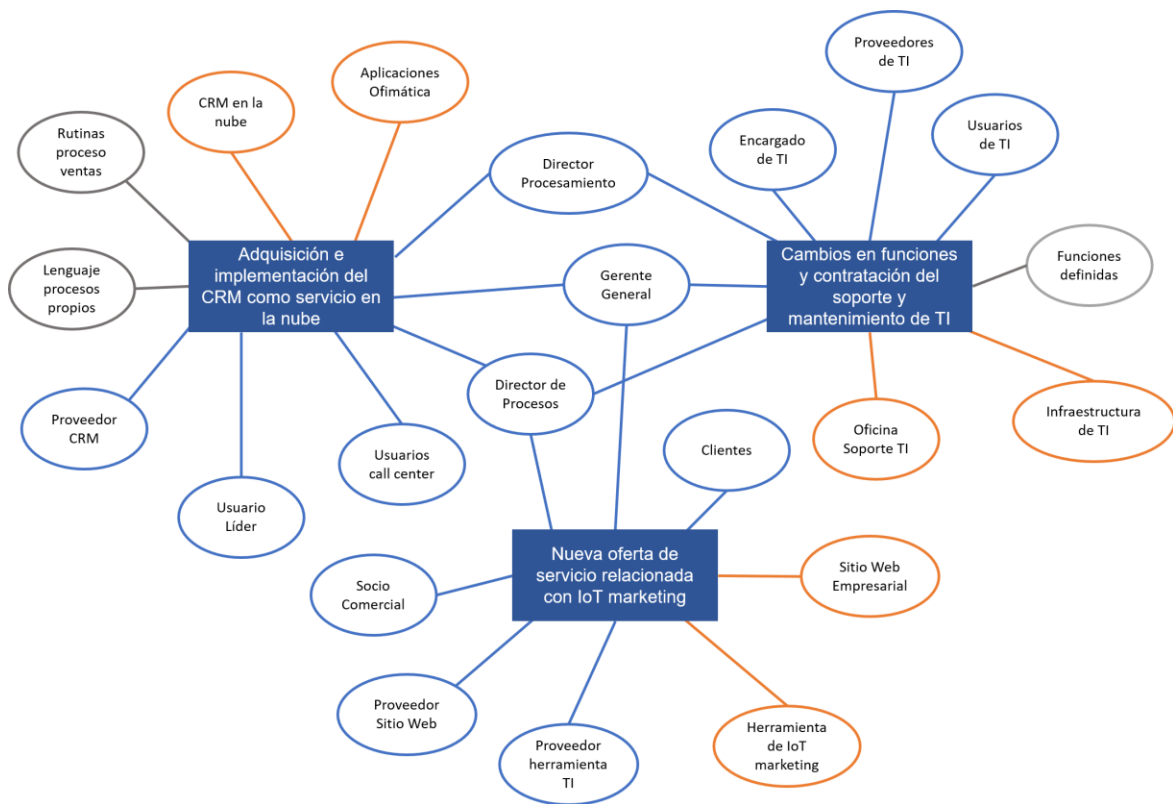 Proveedores
de TI
Aplicaciones
Ofimática
CRM en la
nube
Usuarios
de TI
Rutinas
proceso
ventas
Encargado
de TI
Director
Procesamiento
Adquisición e
implementación del
CRM como servicio en
la nube
Cambios en funciones
y contratación del
soporte y
mantenimiento de TI
Lenguaje
procesos
propios
Gerente
General
Funciones
definidas
Director de
Procesos
Proveedor
CRM
Infraestructura
de TI
Oficina
Soporte TI
Usuarios
call center
Clientes
Usuario
Líder
Nueva oferta de
servicio relacionada
con IoT marketing
Sitio Web
Empresarial
Socio
Comercial
Proveedor
Sitio Web
Herramienta
de IoT
marketing
Proveedor
herramienta
TI